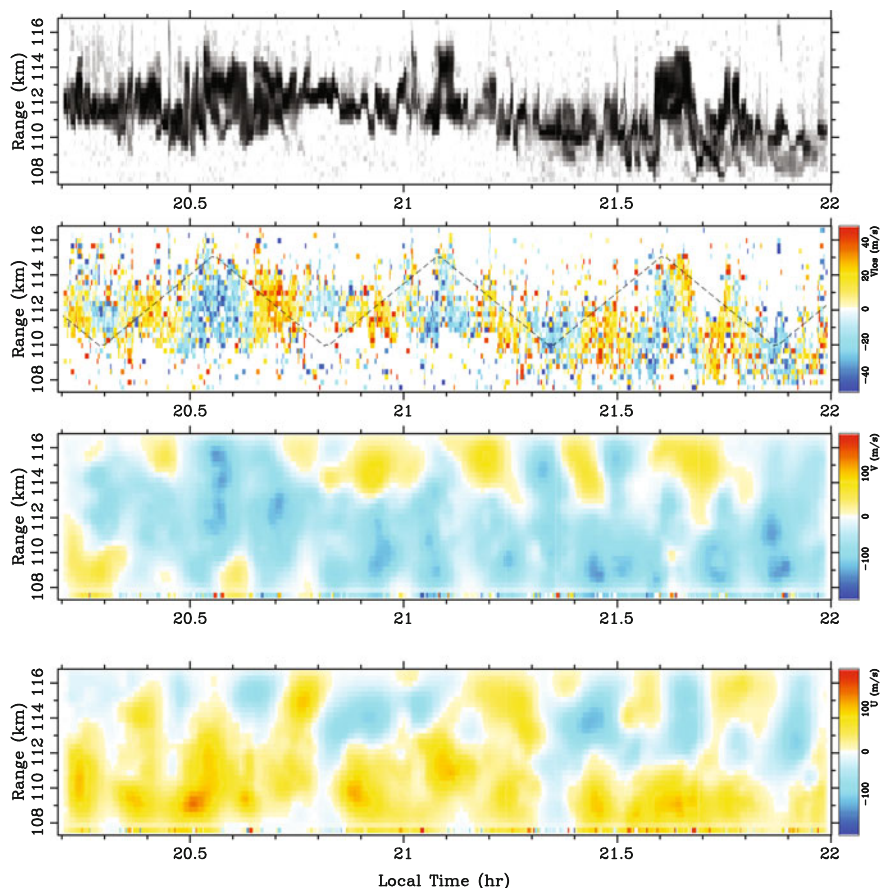 Range (km)
108 110 112 114 116
20.5 21 21.5 22
Range (km)
108 110 112 114 116
20.5 21 21.5 22
-40 -20 0 20 40
Vlos (m/s)
Range (km)
108 110 112 114 116
20.5 21 21.5 22
-100 0 100
V (m/s)
Range (km)
108 110 112 114 116
20.5 21 21.5 22
-100 0 100
U (m/s)
Local Time (hr)